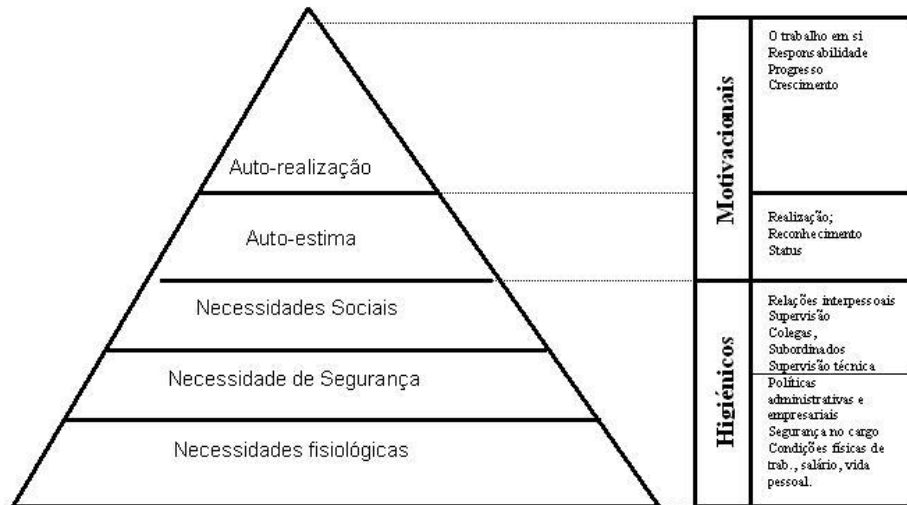 Auto-realização
Auto-estima
Necessidades Sociais
Necessidade de Segurança
Necessidades fisiológicas
Motivacionais
O trabalho em si
Responsabilidade
Progresso
Crescimento
Realização;
Reconhecimento
Status
Higiénicos
Relações interpessoais
Supervisão
Colegas,
Subordinados
Supervisão técnica
Políticas
administrativas e
empresariais
Segurança no cargo
Condições físicas de
trab., salário, vida
pessoal.